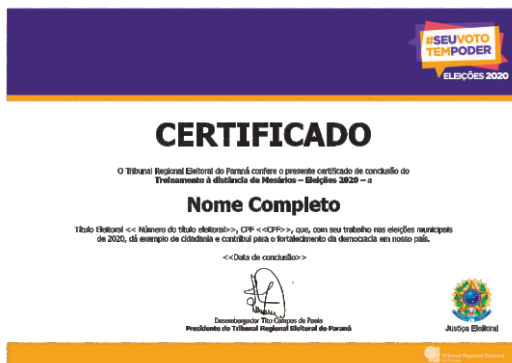 #SEUVOTO
TEMPODER
ELEIÇÕES 2020
CERTIFICADO
O Tribunal Regional Eleitoral do Paraná confere o presente certificado de conclusão do
Treinamento à distância de Mesários – Eleições 2020 – a
Nome Completo
Título Eleitoral << Número do título eleitoral>>, CPF <<CPF>>, que, com seu trabalho nas eleições municipais
de 2020, dá exemplo de cidadania e contribui para o fortalecimento da democracia em nosso país.
<<Data de conclusão>>
Desembargador Tito Campos de Paula
Presidente do Tribunal Regional Eleitoral do Paraná
Justiça Eleitoral
Tribunal Regional Eleitoral